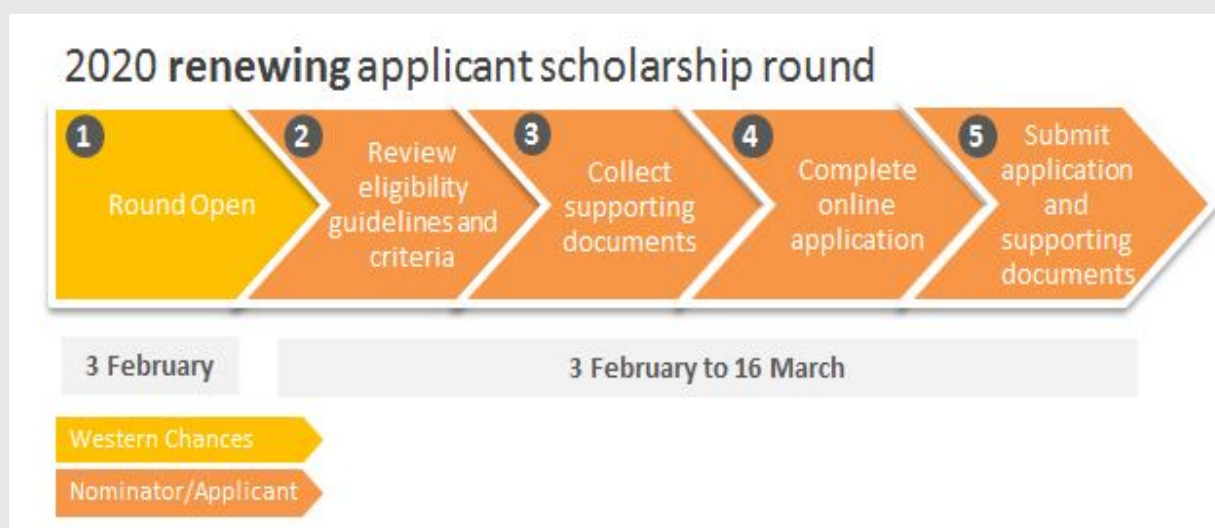 2020 renewing applicant scholarship round
1
Round Open
2
Review
eligibility
guidelines and
criteria
3
Collect
supporting
documents
4
Complete
online
application
5
Submit
application
and
supporting
documents
3 February
3 February to 16 March
Western Chances
Nominator/Applicant